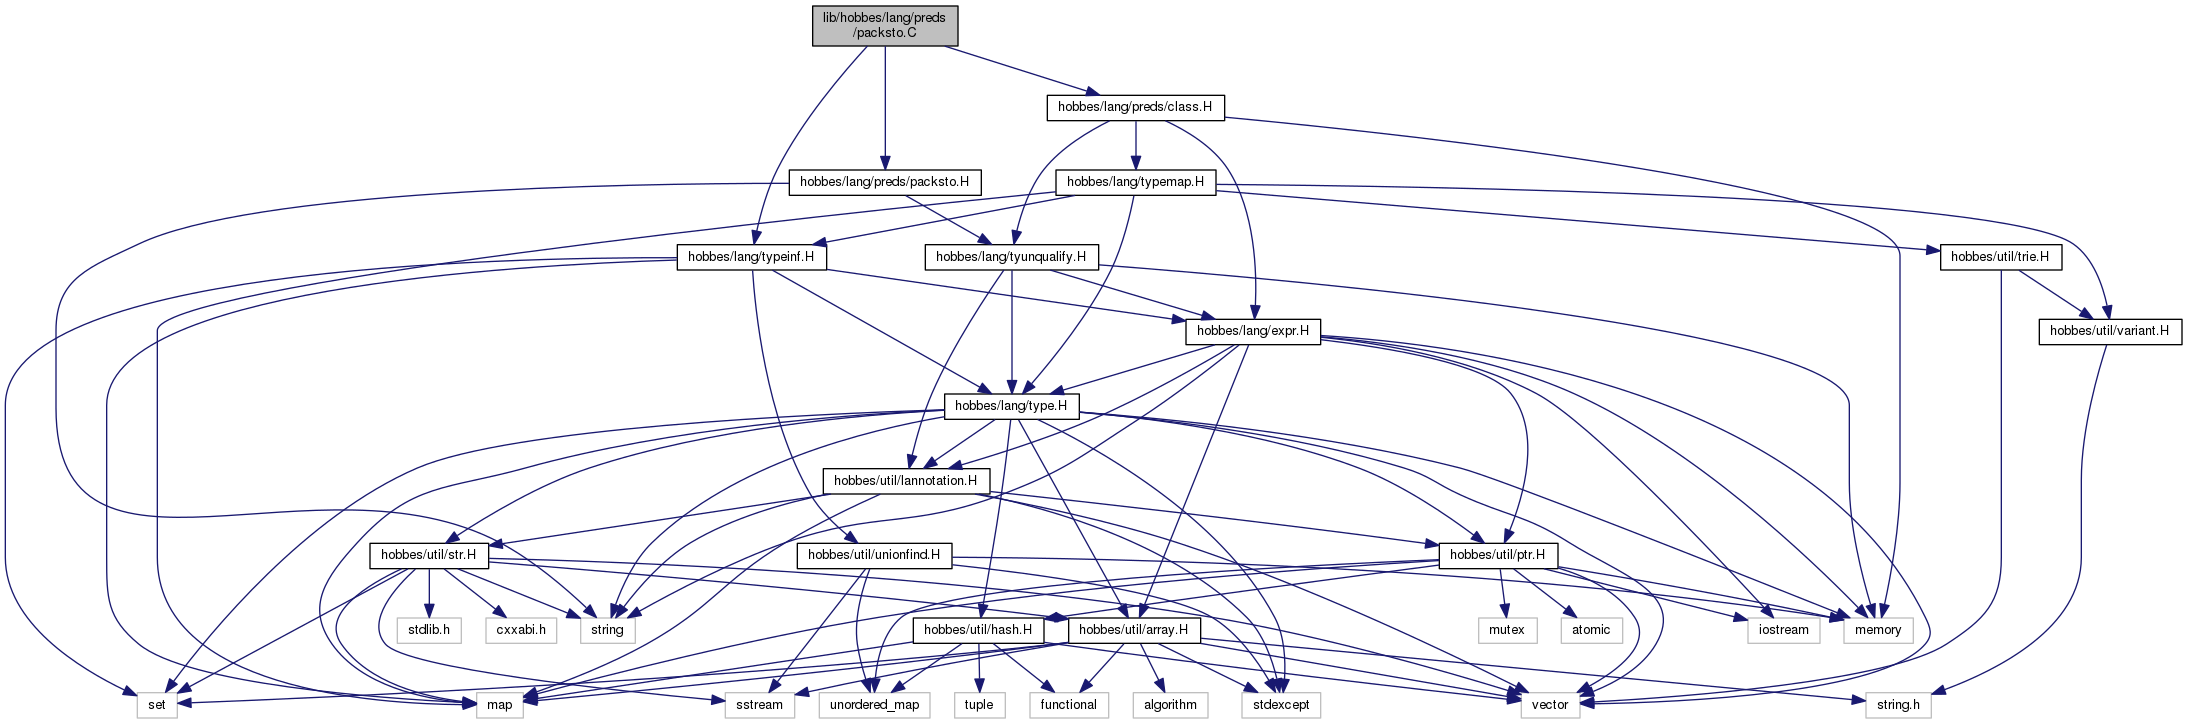 lib/hobbes/lang/preds
/packsto.C
hobbes/lang/preds/class.H
hobbes/lang/preds/packsto.H
hobbes/lang/typemap.H
hobbes/lang/typeinf.H
hobbes/lang/tyunqualify.H
hobbes/util/trie.H
hobbes/lang/expr.H
hobbes/util/variant.H
hobbes/lang/type.H
hobbes/util/lannotation.H
hobbes/util/str.H
hobbes/util/unionfind.H
hobbes/util/ptr.H
stdlib.h
cxxabi.h
string
hobbes/util/hash.H
hobbes/util/array.H
mutex
atomic
iostream
memory
set
map
sstream
unordered_map
tuple
functional
algorithm
stdexcept
vector
string.h